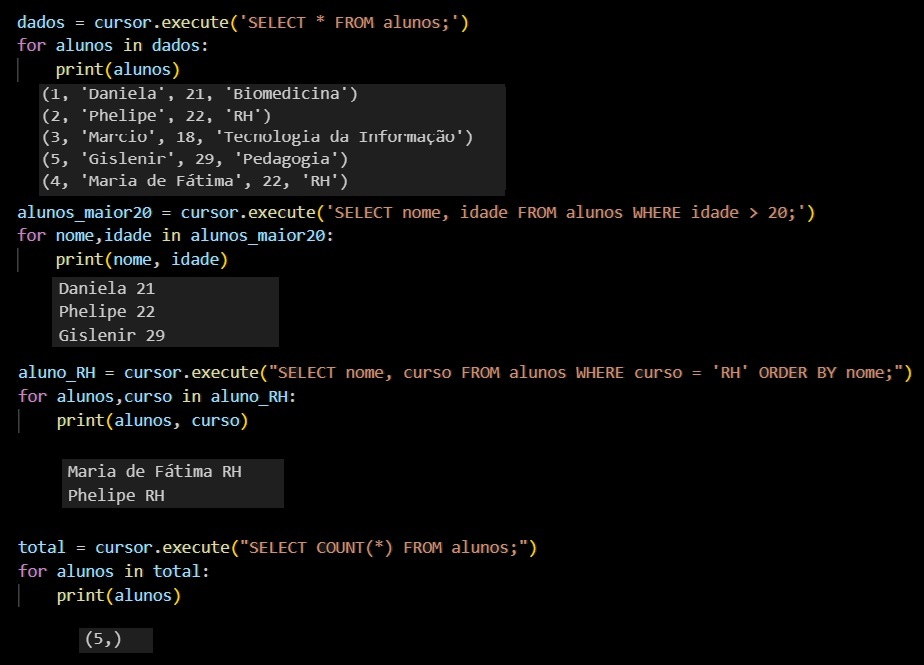 dados = cursor.execute('SELECT * FROM alunos;')
for alunos in dados:
    print(alunos)
(1, 'Daniela', 21, 'Biomedicina')
(2, 'Phelipe', 22, 'RH')
(3, 'Marcio', 18, 'Tecnologia da Informação')
(5, 'Gislenir', 29, 'Pedagogia')
(4, 'Maria de Fátima', 22, 'RH')
alunos_maior20 = cursor.execute('SELECT nome, idade FROM alunos WHERE idade > 20;')
for nome,idade in alunos_maior20:
    print(nome, idade)
Daniela 21
Phelipe 22
Gislenir 29
aluno_RH = cursor.execute("SELECT nome, curso FROM alunos WHERE curso = 'RH' ORDER BY nome;")
for alunos,curso in aluno_RH:
    print(alunos, curso)
Maria de Fátima RH
Phelipe RH
total = cursor.execute("SELECT COUNT(*) FROM alunos;")
for alunos in total:
    print(alunos)
(5,)